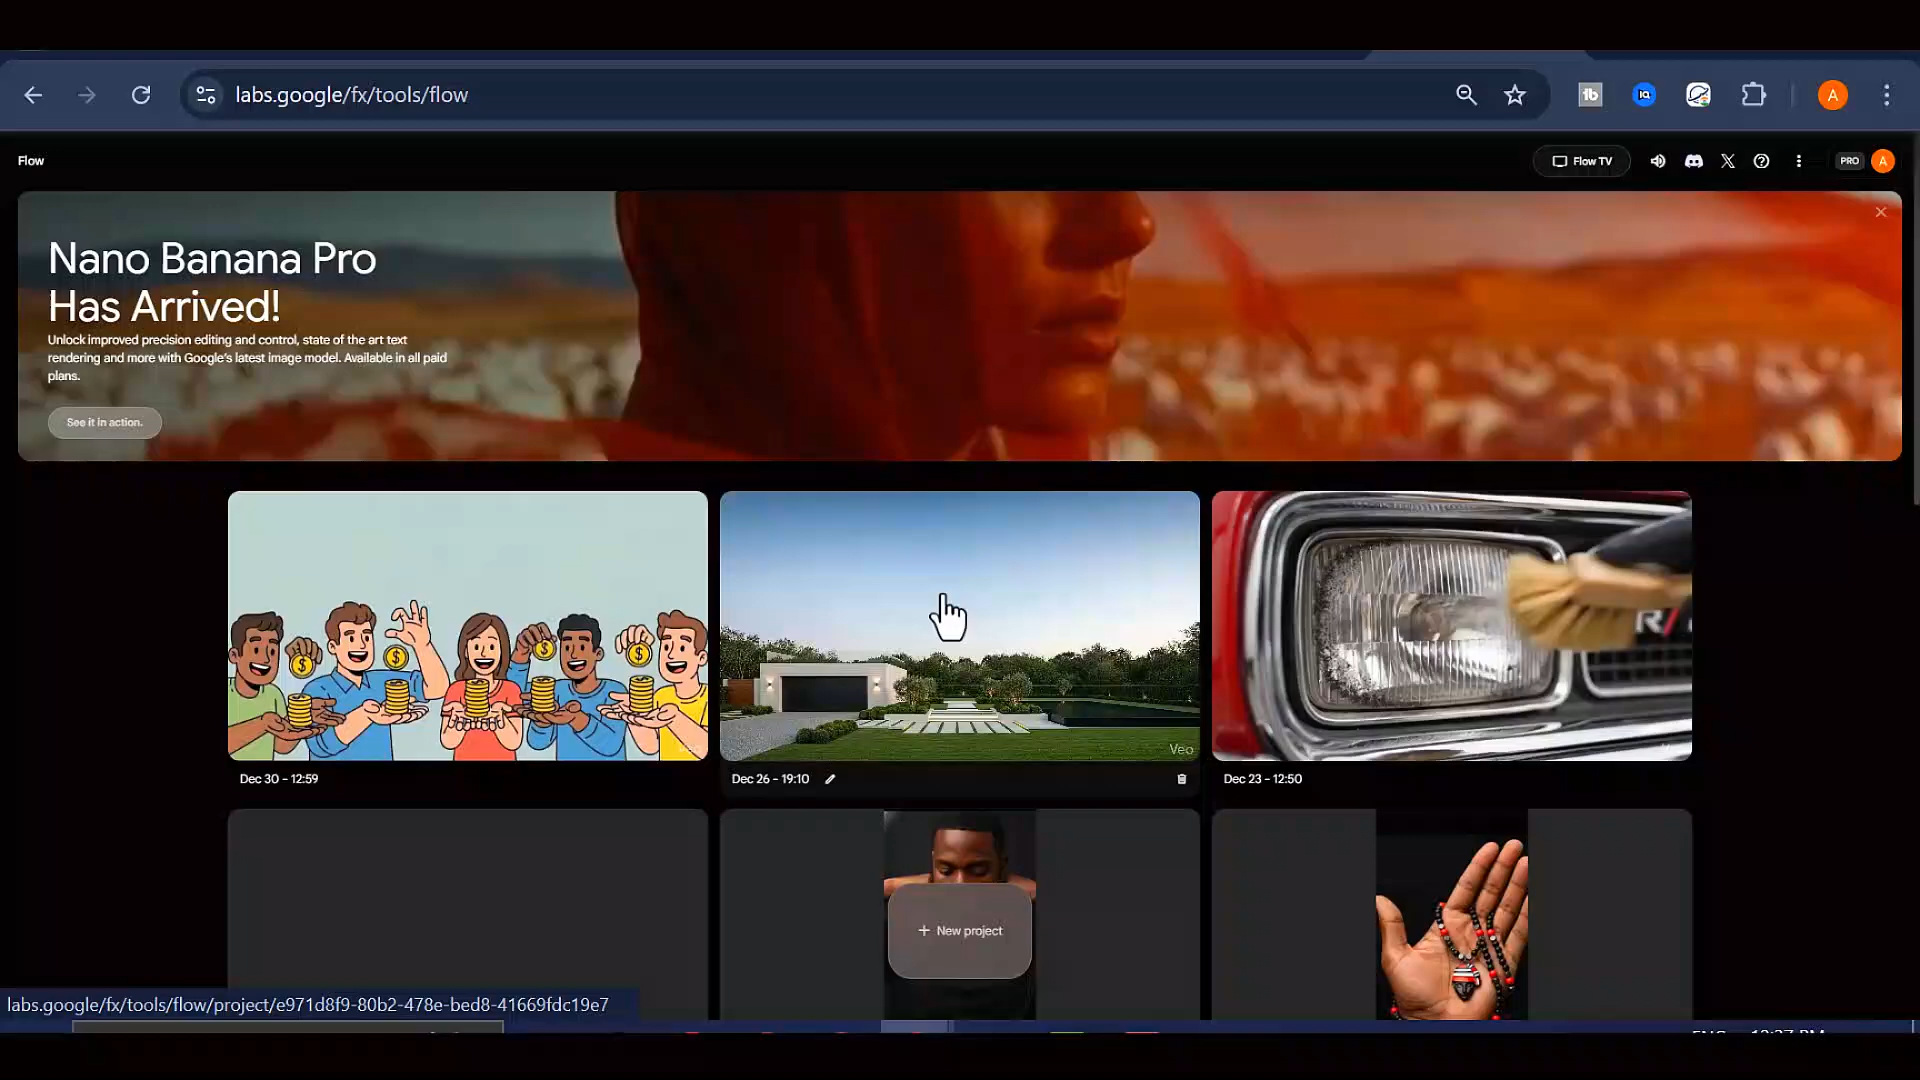 labs.google/fx/tools/flow
A
Flow
Flow TV
PRO
A
Nano Banana Pro
Has Arrived!
Unlock improved precision editing and control, state of the art text
rendering and more with Google's latest image model. Available in all paid
plans.
See it in action.
Veo
Dec 30 - 12:59
Dec 26 - 19:10
Dec 23 - 12:50
+ New project
labs.google/fx/tools/flow/project/e971d8f9-80b2-478e-bed8-41669fdc19e7